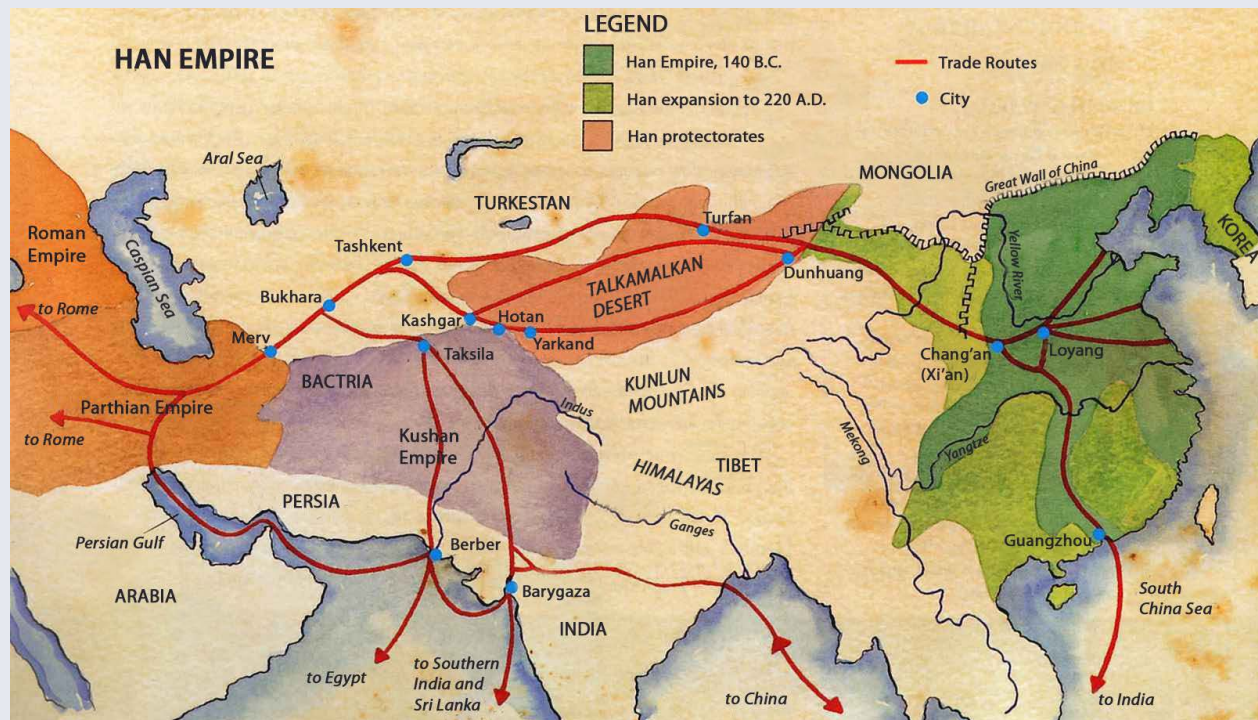 HAN EMPIRE
LEGEND
Han Empire, 140 B.C.
Han expansion to 220 A.D.
Han protectorates
Trade Routes
City
Aral Sea
Caspian Sea
Roman
Empire
to Rome
Parthian Empire
to Rome
Merv
Bukhara
Tashkent
TURKESTAN
Turfan
MONGOLIA
Great Wall of China
KOREA
Yellow River
Dunhuang
TALKAMALKAN
DESERT
Kashgar
Hotan
Yarkand
Taksila
BACTRIA
Kushan
Empire
Indus
KUNLUN
MOUNTAINS
Chang'an
(Xi'an)
Loyang
Mekong
Yangtze
HIMALAYAS
TIBET
Ganges
PERSIA
Persian Gulf
ARABIA
Berber
Barygaza
INDIA
Guangzhou
South
China Sea
to Egypt
to Southern
India and
Sri Lanka
to China
to India